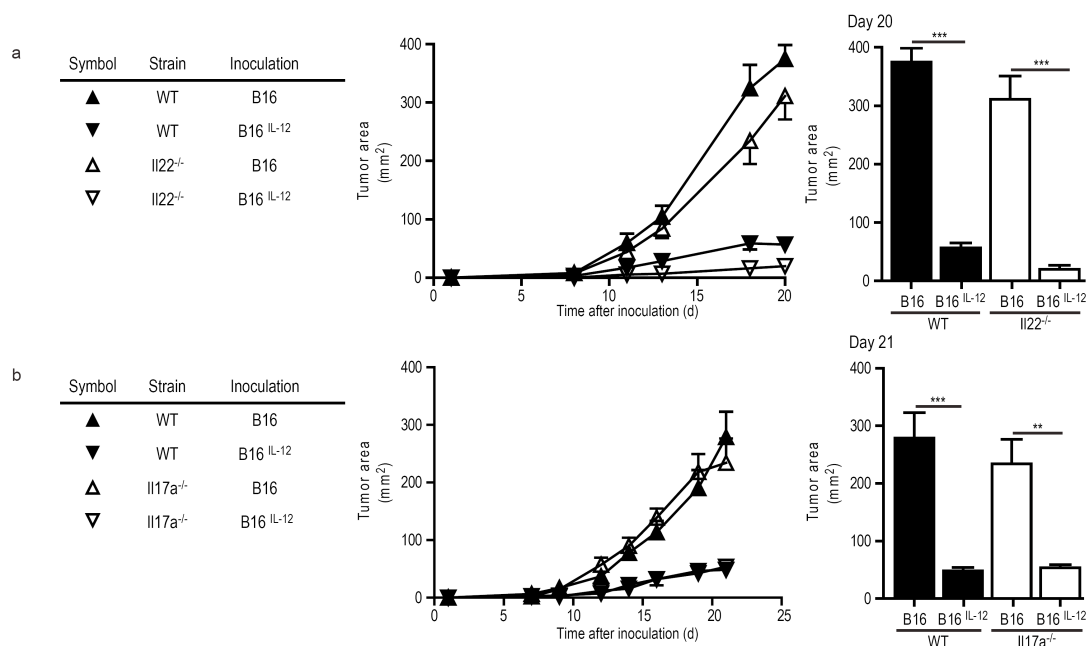 a
Symbol Strain Inoculation
▲ WT B16
▼ WT B16 IL-12
△ Il22-/- B16
▽ Il22-/- B16 IL-12
Tumor area
(mm2)
400
300
200
100
0
0 5 10 15 20
Time after inoculation (d)
Day 20
Tumor area
(mm2)
400
300
200
100
0
*** ***
B16 B16 IL-12 B16 B16 IL-12
WT Il22-/-
b
Symbol Strain Inoculation
▲ WT B16
▼ WT B16 IL-12
△ Il17a-/- B16
▽ Il17a-/- B16 IL-12
Tumor area
(mm2)
400
300
200
100
0
0 5 10 15 20 25
Time after inoculation (d)
Day 21
Tumor area
(mm2)
400
300
200
100
0
*** **
B16 B16 IL-12 B16 B16 IL-12
WT Il17a-/-